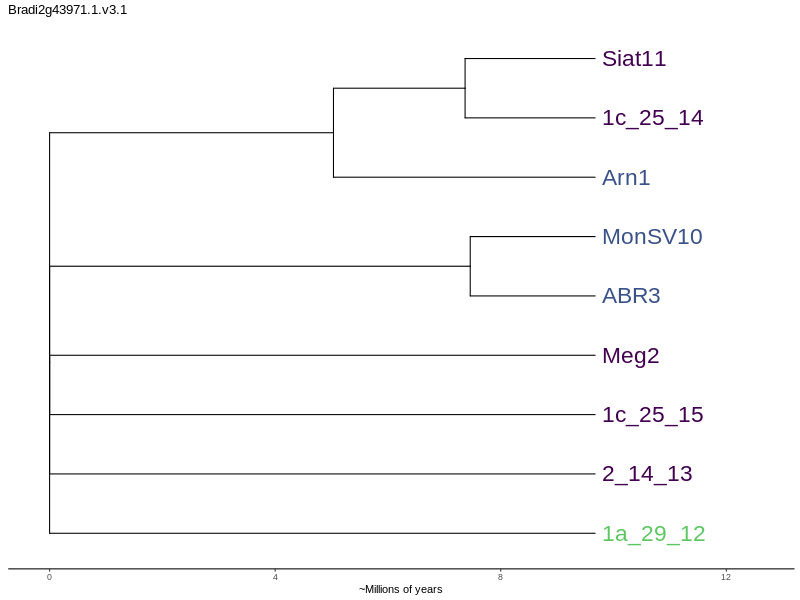 Bradi2g43971.1.v3.1
Siat11
1c_25_14
Arn1
MonSV10
ABR3
Meg2
1c_25_15
2_14_13
1a_29_12
0 4 8 12
~Millions of years